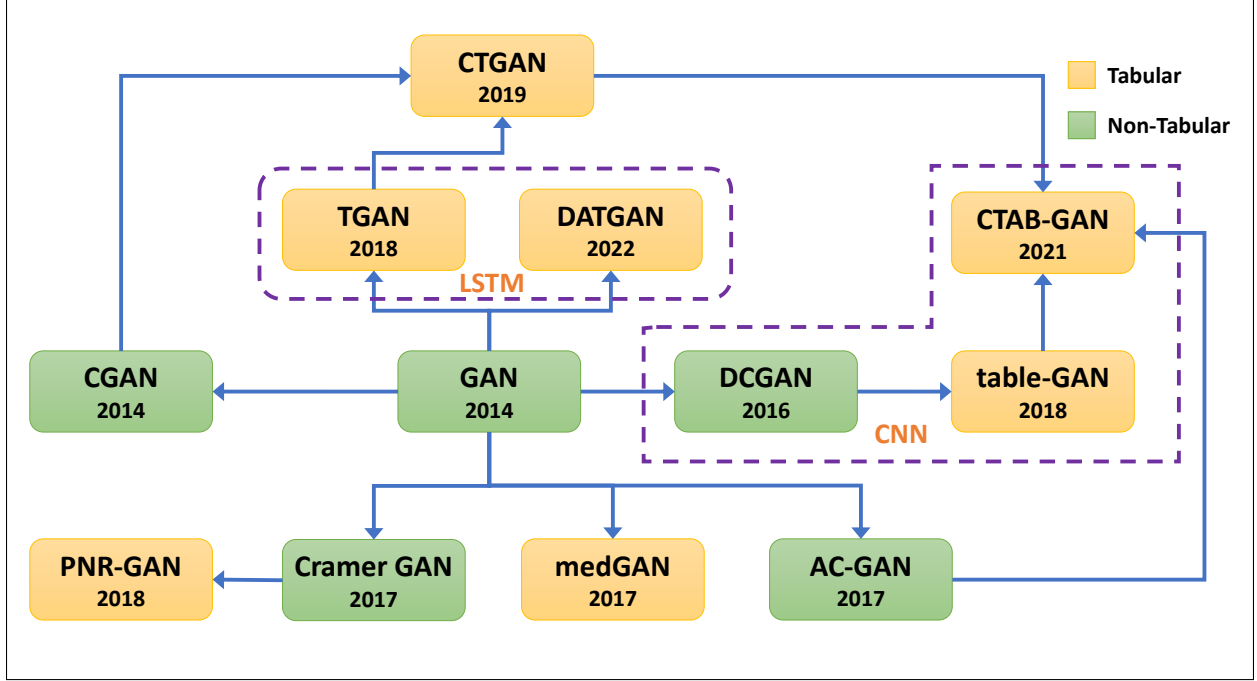 CTGAN
2019
Tabular
Non-Tabular
TGAN
2018
DATGAN
2022
LSTM
CTAB-GAN
2021
CGAN
2014
GAN
2014
DCGAN
2016
table-GAN
2018
CNN
PNR-GAN
2018
Cramer GAN
2017
medGAN
2017
AC-GAN
2017